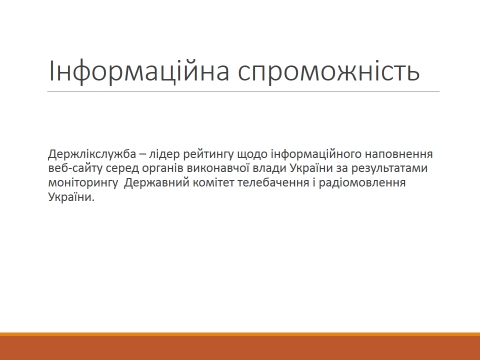 Інформаційна спроможність
Держлікслужба – лідер рейтингу щодо інформаційного наповнення
веб-сайту серед органів виконавчої влади України за результатами
моніторингу  Державний комітет телебачення і радіомовлення
України.